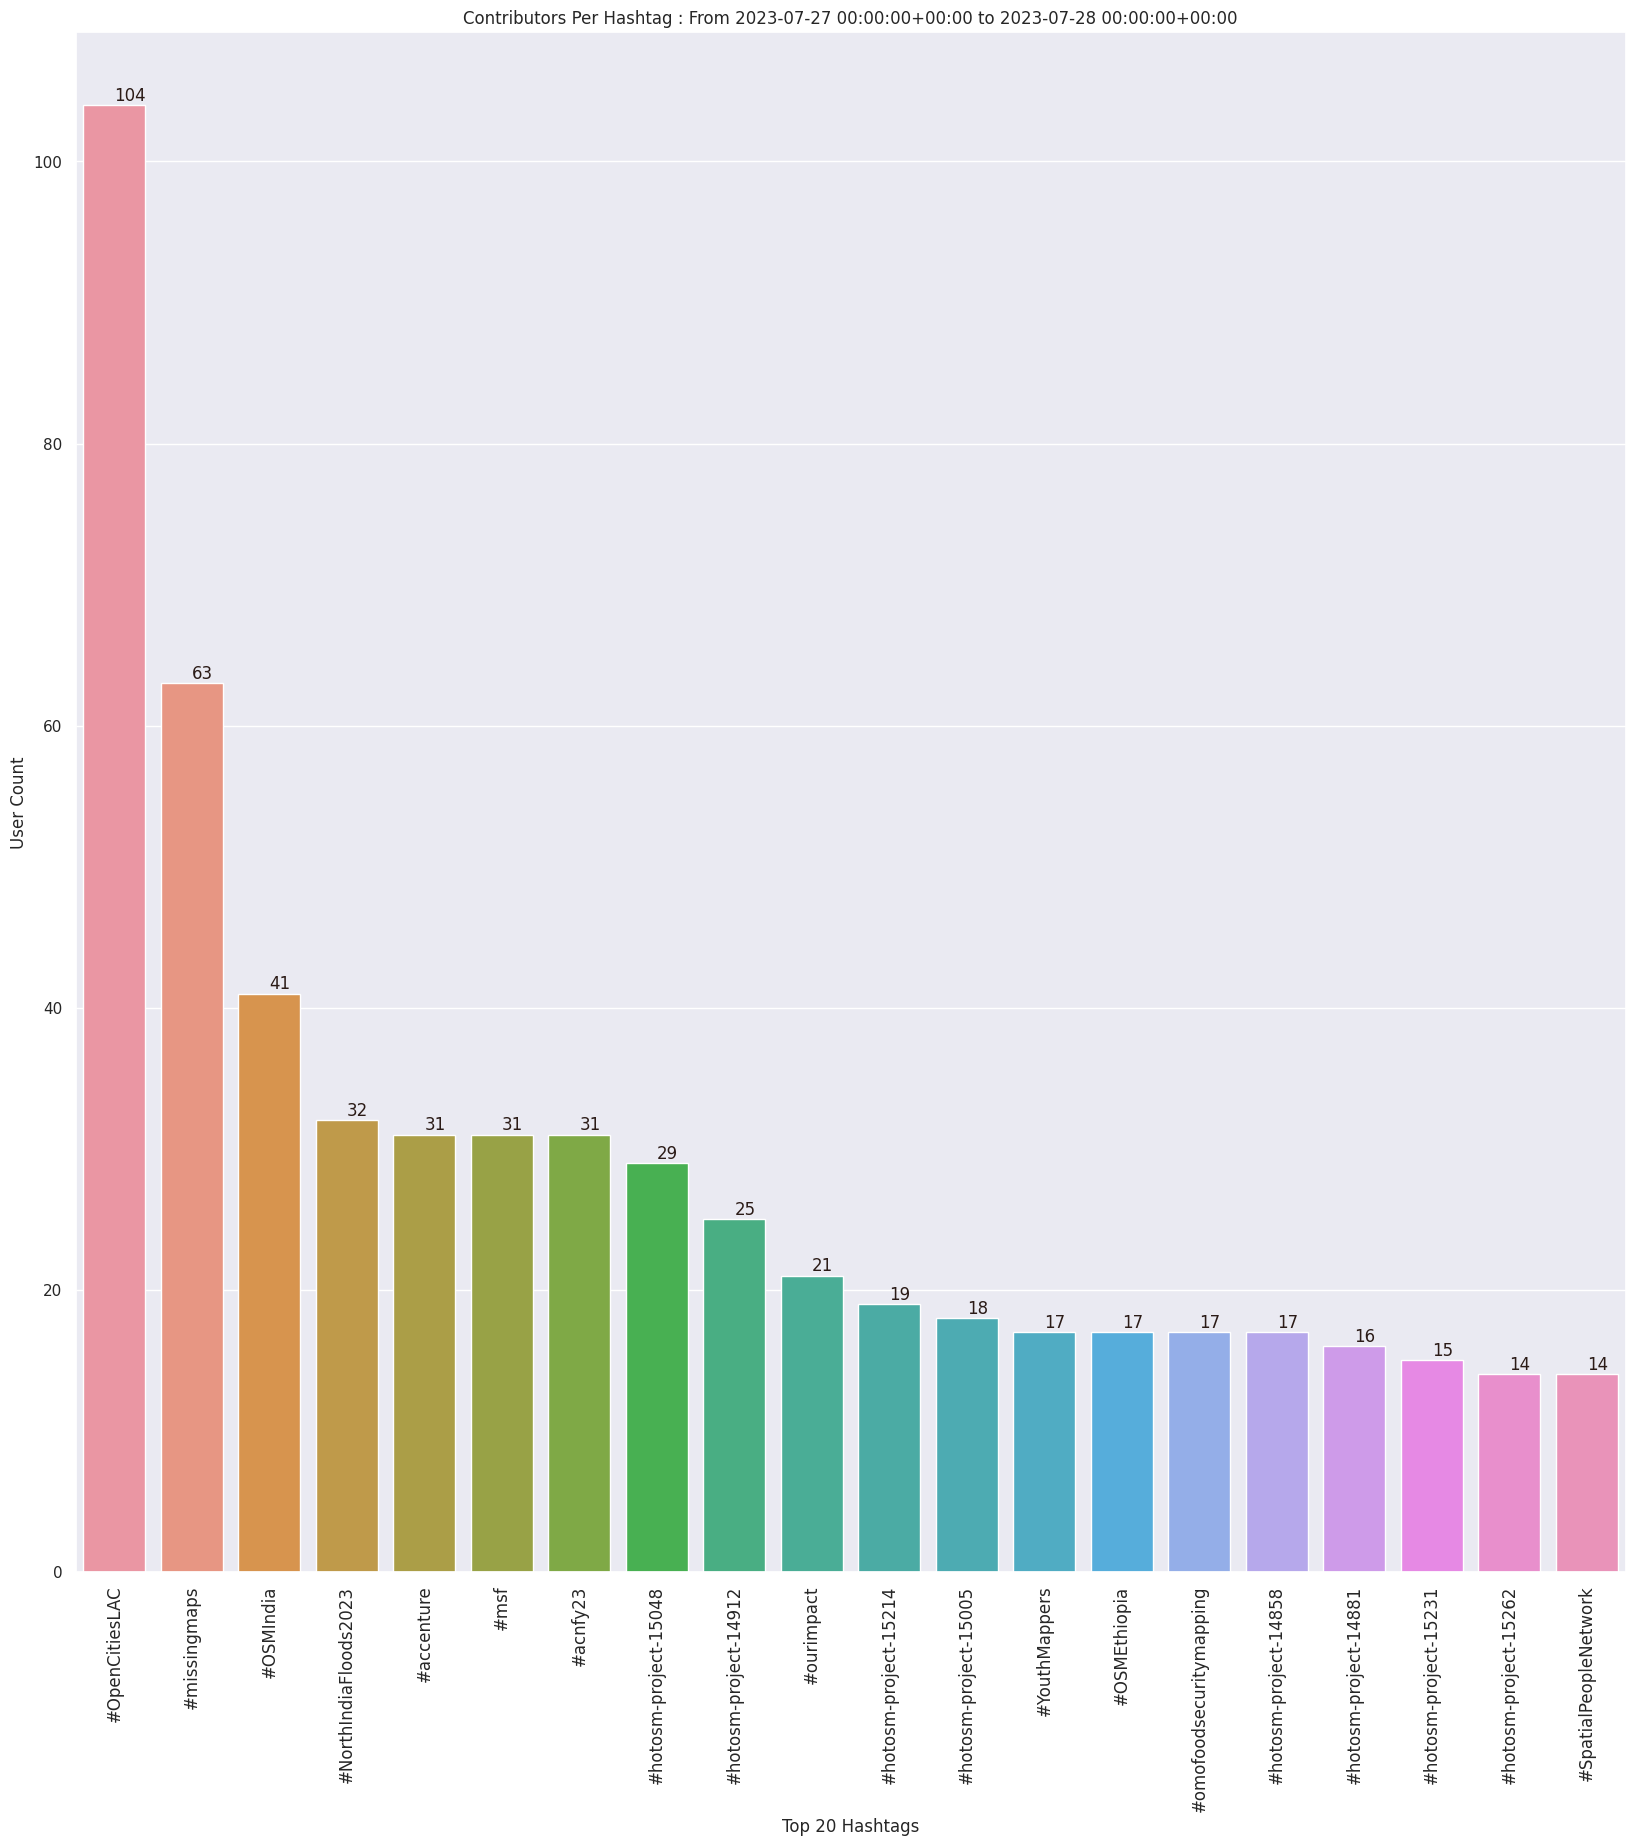 Contributors Per Hashtag : From 2023-07-27 00:00:00+00:00 to 2023-07-28 00:00:00+00:00
104
100
80
63
60
User Count
41
40
32
31
31
31
29
25
21
20
19
18
17
17
17
17
16
15
14
14
0
#OpenCitiesLAC
#missingmaps
#OSMIndia
#NorthIndiaFloods2023
#accenture
#msf
#acnfy23
#hotosm-project-15048
#hotosm-project-14912
#ourimpact
#hotosm-project-15214
#hotosm-project-15005
#YouthMappers
#OSMEthiopia
#omofoodsecuritymapping
#hotosm-project-14858
#hotosm-project-14881
#hotosm-project-15231
#hotosm-project-15262
#SpatialPeopleNetwork
Top 20 Hashtags